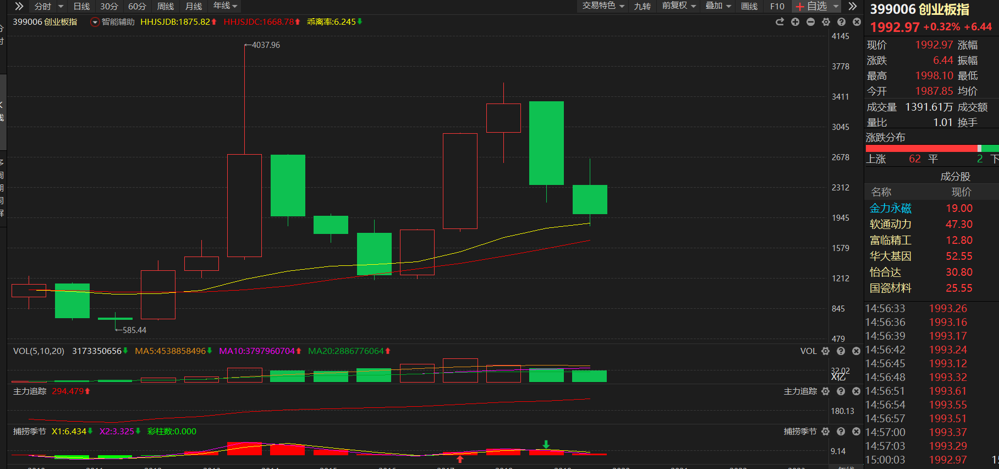 分时 日线 30分 60分 周线 月线 年线 交易特色 九转 前复权 叠加 画线 F10 +自选
399006 创业板指 智能辅助 HHJSJDB:1875.82 HHJSJDC:1668.78 乖离率:6.245
4037.96
585.44
4145
3778
3411
3045
2678
2312
1945
1579
1212
845
479
VOL(5,10,20) 3173350656 MA5:4538858496 MA10:3797960704 MA20:2886776064 VOL
32.02
X亿
主力追踪 294.479 主力追踪
180.13
捕捞季节 X1:6.434 X2:3.325 彩柱数:0.000 捕捞季节
9.14
399006 创业板指
1992.97 +0.32% +6.44
现价 1992.97 涨幅
涨跌 6.44 振幅
最高 1998.10 最低
今开 1987.85 均价
成交量 1391.61万 成交额
量比 1.01 换手
涨跌分布
上涨 62 平 2 下
成分股
名称 现价
金力永磁 19.00
软通动力 47.30
富临精工 12.80
华大基因 52.55
怡合达 30.80
国瓷材料 25.55
14:56:33 1993.26
14:56:36 1993.16
14:56:39 1993.17
14:56:42 1993.24
14:56:45 1993.12
14:56:48 1993.32
14:56:51 1993.61
14:56:54 1993.55
14:56:57 1993.51
14:57:00 1993.37
14:57:03 1993.29
15:00:03 1992.97